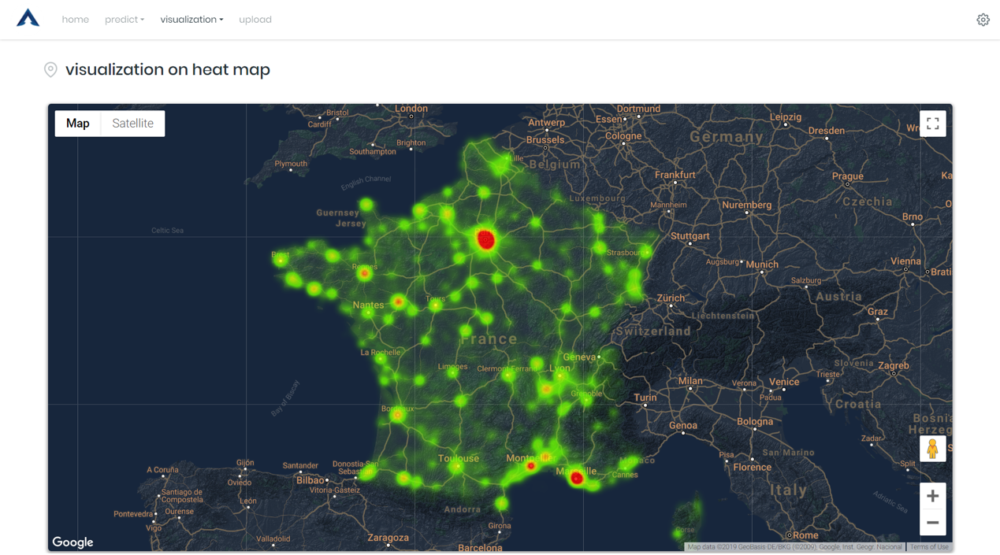 home
predict
visualization
upload
visualization on heat map
Map
Satellite
London
Bristol
Cardiff
Dortmund
Essen
Leipzig
Antwerp
Brussels
Cologne
Germany
Dresden
Brighton
Southampton
Lille
Belgium
Plymouth
English Channel
Frankfurt
Prague
Luxembourg
Czechia
Guernsey
Jersey
Mannheim
Nuremberg
Brno
Celtic Sea
Stuttgart
Strasbourg
Brest
Rennes
Augsburg
Munich
Vienna
Salzburg
Zürich
Austria
Nantes
Tours
Liechtenstein
Graz
Switzerland
France
La Rochelle
Geneva
Slovenia
Zagreb
Limoges
Clermont-Ferrand
Lyon
Trieste
Milan
Verona
Venice
Padua
Grenoble
Turin
Bay of Biscay
Croatia
Bordeaux
Bologna
Genoa
Zadar
San Marino
Toulouse
Montpellier
Monaco
Pisa
Florence
Split
Marseille
Cannes
A Coruña
Gijón
Oviedo
Santander
Donostia-San
Bilbao
Vitoria-Gasteiz
Santiago de
Compostela
León
Italy
Adriatic Sea
Ourense
Pontevedra
Vigo
Andorra
Girona
Corse
Valladolid
Zaragoza
Rome
Barcelona
Google
Map data ©2019 GeoBasis-DE/BKG (©2009), Google, Inst. Geogr. Nacional
Terms of Use